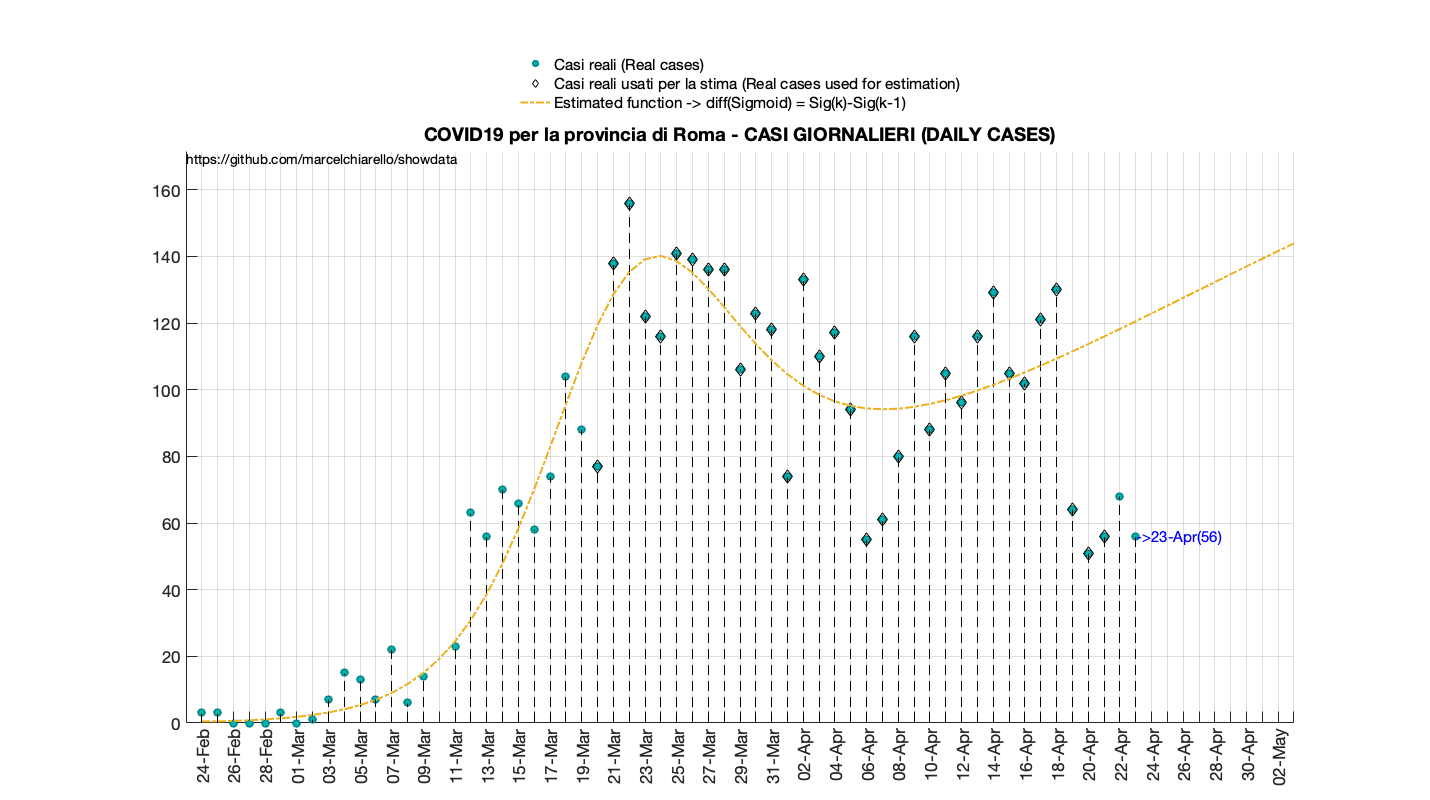 Casi reali (Real cases)
Casi reali usati per la stima (Real cases used for estimation)
Estimated function -> diff(Sigmoid) = Sig(k)-Sig(k-1)
COVID19 per la provincia di Roma - CASI GIORNALIERI (DAILY CASES)
https://github.com/marcelchiarello/showdata
160
140
120
100
80
60
40
20
0
->23-Apr(56)
24-Feb
26-Feb
28-Feb
01-Mar
03-Mar
05-Mar
07-Mar
09-Mar
11-Mar
13-Mar
15-Mar
17-Mar
19-Mar
21-Mar
23-Mar
25-Mar
27-Mar
29-Mar
31-Mar
02-Apr
04-Apr
06-Apr
08-Apr
10-Apr
12-Apr
14-Apr
16-Apr
18-Apr
20-Apr
22-Apr
24-Apr
26-Apr
28-Apr
30-Apr
02-May